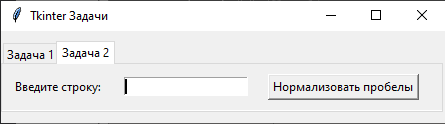 Tkinter Задачи
Задача 1 Задача 2
Введите строку: Нормализовать пробелы